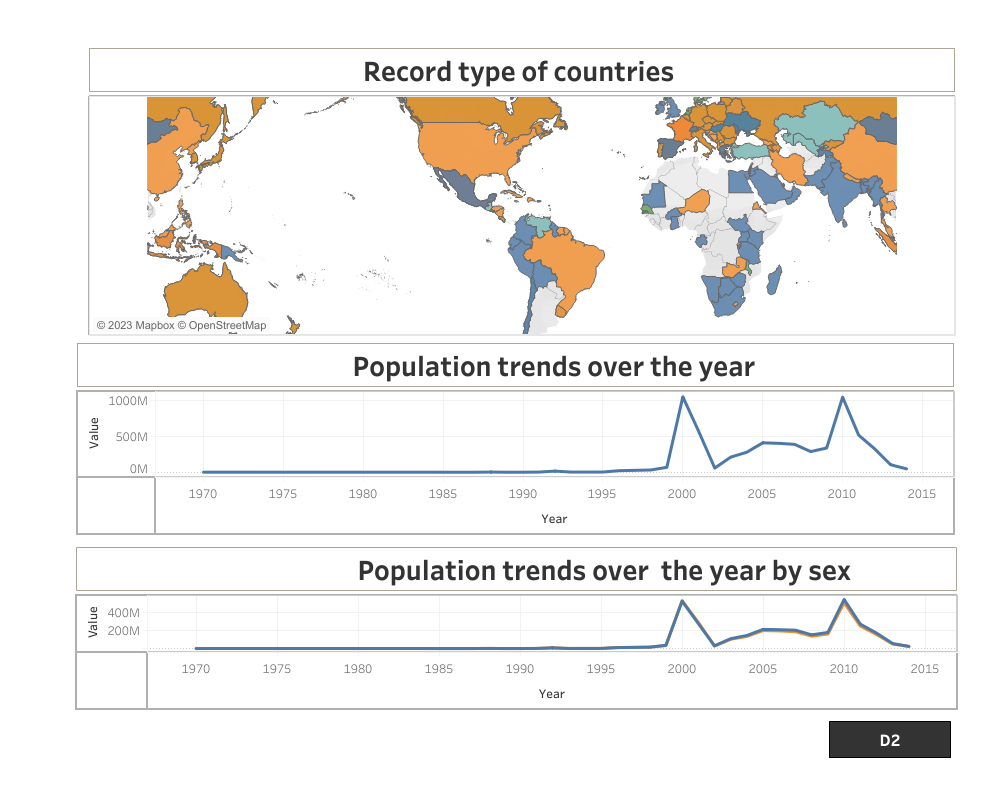 Record type of countries
© 2023 Mapbox © OpenStreetMap
Population trends over the year
1000M
500M
0M
Value
1970 1975 1980 1985 1990 1995 2000 2005 2010 2015
Year
Population trends over  the year by sex
400M
200M
Value
1970 1975 1980 1985 1990 1995 2000 2005 2010 2015
Year
D2